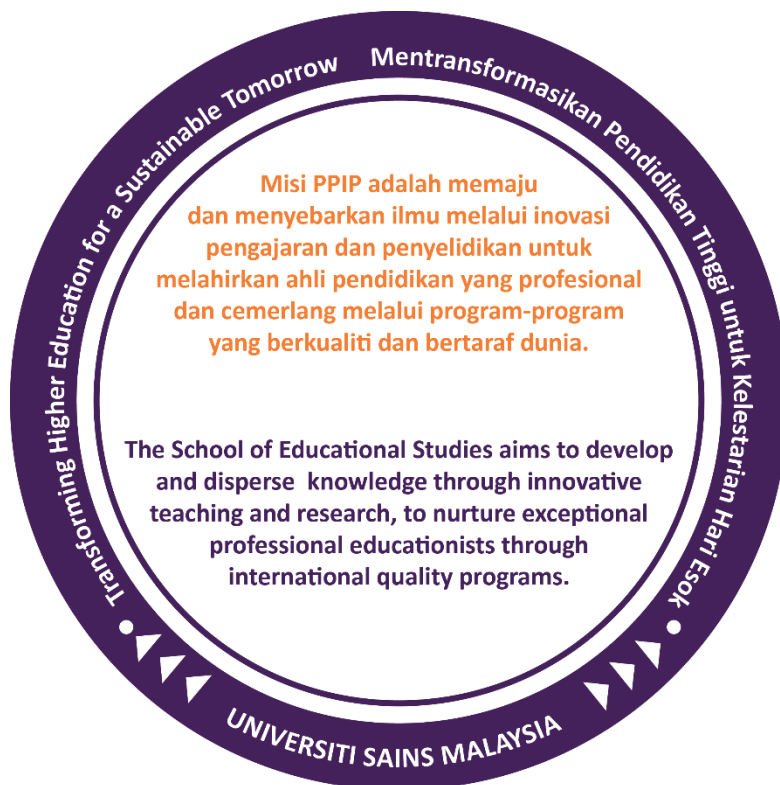 Transforming Higher Education for a Sustainable Tomorrow
Mentransformasikan Pendidikan Tinggi untuk Kelestarian Hari Esok
Misi PPIP adalah memaju
dan menyebarkan ilmu melalui inovasi
pengajaran dan penyelidikan untuk
melahirkan ahli pendidikan yang profesional
dan cemerlang melalui program-program
yang berkualiti dan bertaraf dunia.
The School of Educational Studies aims to develop
and disperse knowledge through innovative
teaching and research, to nurture exceptional
professional educationists through
international quality programs.
UNIVERSITI SAINS MALAYSIA